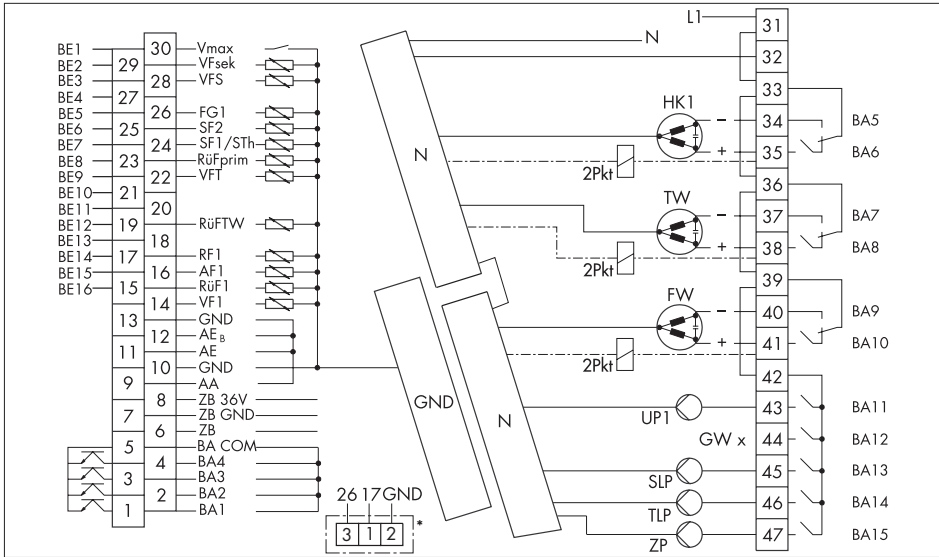 BE1 30 Vmax
BE2 29 VFsek
BE3 28 VFS
BE4 27
BE5 26 FG1
BE6 25 SF2
BE7 24 SF1/STh
BE8 23 RüFprim
BE9 22 VFT
BE10 21
BE11 20
BE12 19 RüFTW
BE13 18
BE14 17 RF1
BE15 16 AF1
BE16 15 RüF1
14 VF1
13 GND
12 AE B
11 AE
10 GND
9 AA
8 ZB 36V
7 ZB GND
6 ZB
5 BA COM
4 BA4
3 BA3
2 BA2
1 BA1
26 17 GND
3 1 2 *
N
GND
N
L1 31
N 32
33
HK1 - 34 BA5
+ 35 BA6
2Pkt
36
TW - 37 BA7
+ 38 BA8
2Pkt
39
FW - 40 BA9
+ 41 BA10
2Pkt
42
UP1 43 BA11
GW x 44 BA12
SLP 45 BA13
TLP 46 BA14
ZP 47 BA15